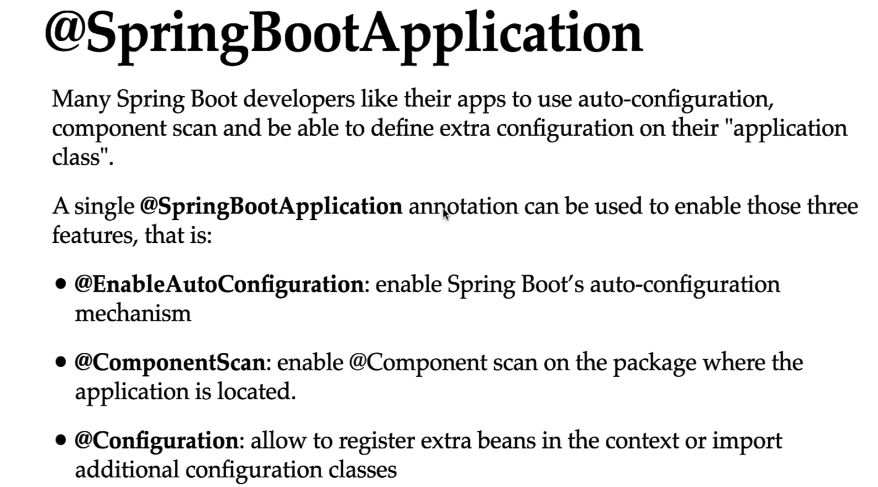 @SpringBootApplication
Many Spring Boot developers like their apps to use auto-configuration,
component scan and be able to define extra configuration on their "application
class".
A single @SpringBootApplication annotation can be used to enable those three
features, that is:
• @EnableAutoConfiguration: enable Spring Boot’s auto-configuration
mechanism
• @ComponentScan: enable @Component scan on the package where the
application is located.
• @Configuration: allow to register extra beans in the context or import
additional configuration classes